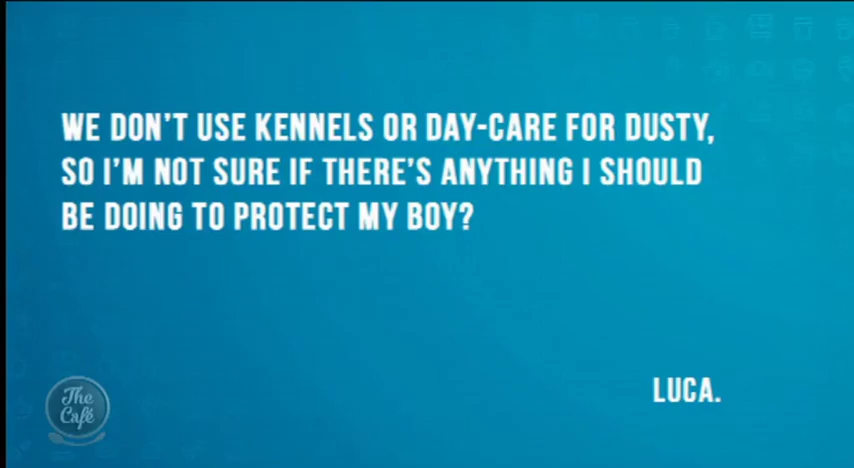 WE DON'T USE KENNELS OR DAY-CARE FOR DUSTY,
SO I'M NOT SURE IF THERE'S ANYTHING I SHOULD
BE DOING TO PROTECT MY BOY?
LUCA.
The
Café